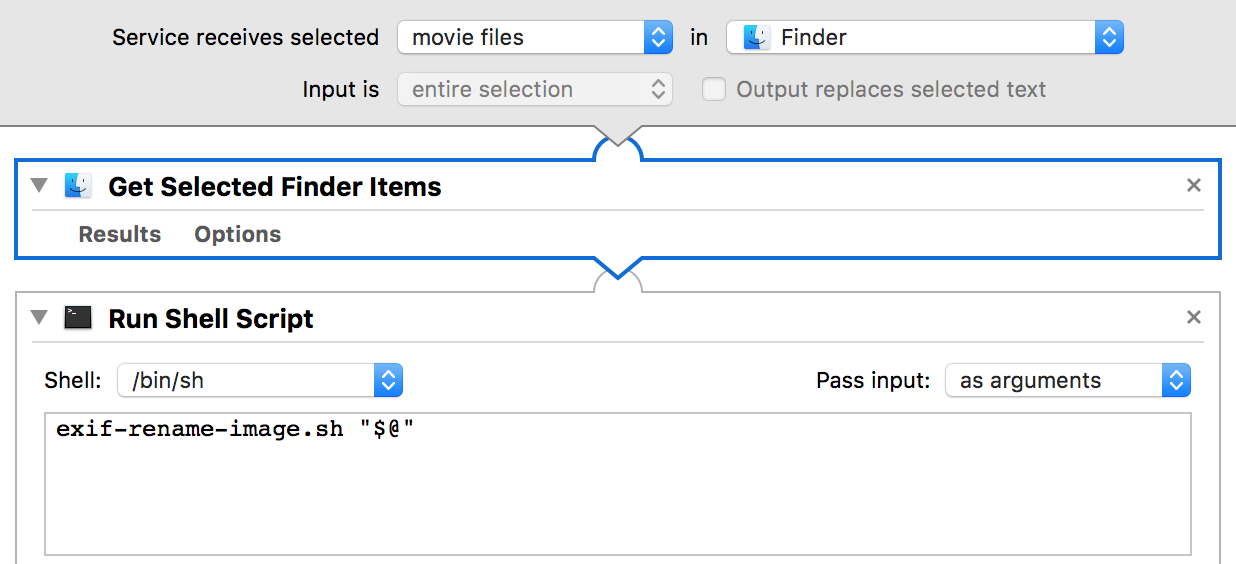 Service receives selected movie files in Finder
Input is entire selection Output replaces selected text
Get Selected Finder Items
Results Options
Run Shell Script
Shell: /bin/sh Pass input: as arguments
exif-rename-image.sh "$@"